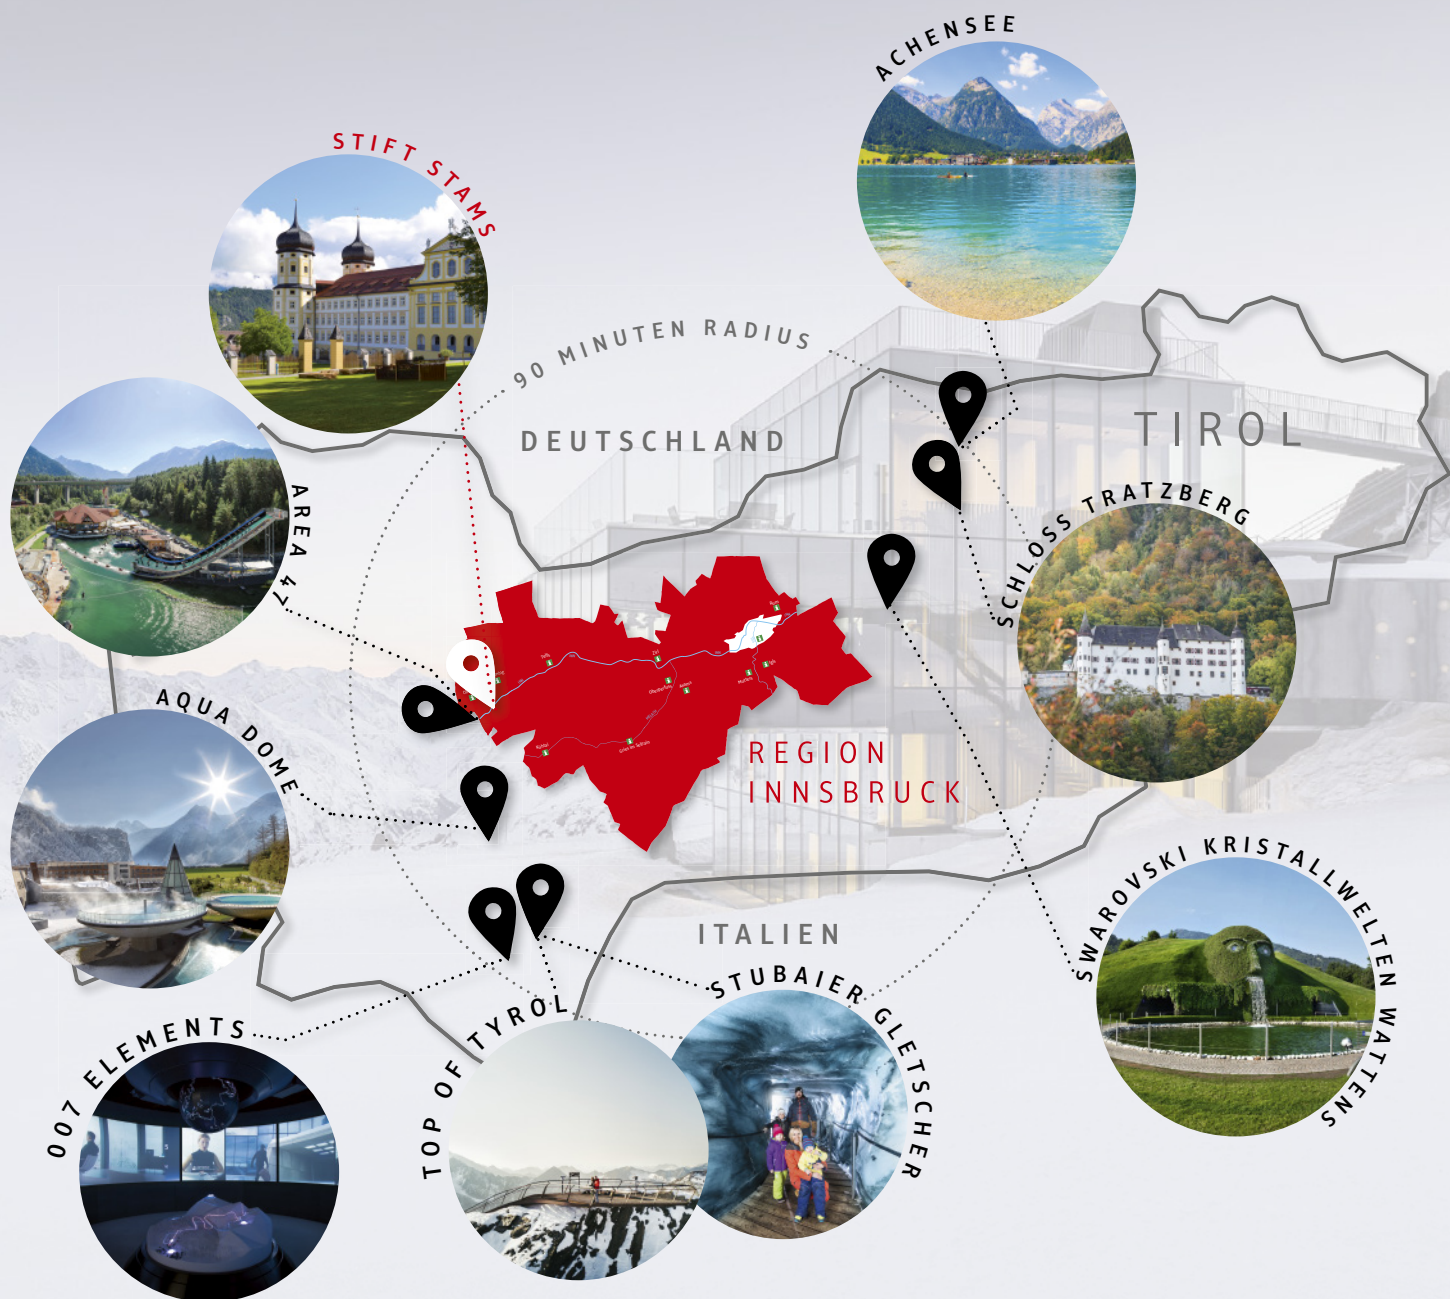 ACHENSEE
STIFT STAMS
90 MINUTEN RADIUS
DEUTSCHLAND
TIROL
AREA 47
SCHLOSS TRATZBERG
AQUA DOME
REGION
INNSBRUCK
SWAROVSKI KRISTALLWELTEN WATTENS
ITALIEN
STUBAIER GLETSCHER
TOP OF TYROL
007 ELEMENTS